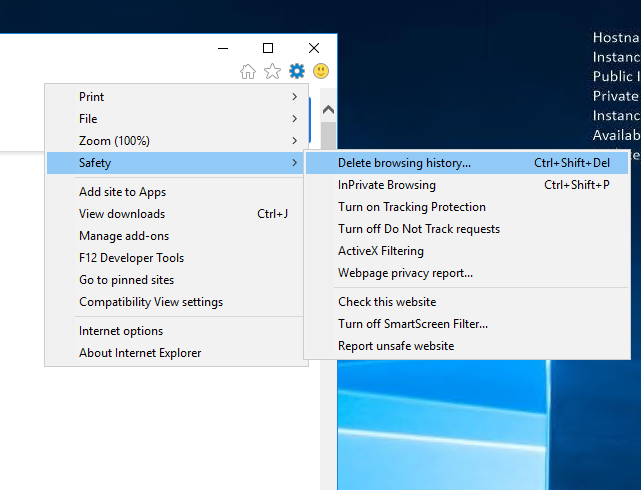 Hostna
Instanc
Public I
Private
Instanc
Availab
Print
File
Zoom (100%)
Safety
Add site to Apps
View downloads Ctrl+J
Manage add-ons
F12 Developer Tools
Go to pinned sites
Compatibility View settings
Internet options
About Internet Explorer
Delete browsing history... Ctrl+Shift+Del
InPrivate Browsing Ctrl+Shift+P
Turn on Tracking Protection
Turn off Do Not Track requests
ActiveX Filtering
Webpage privacy report...
Check this website
Turn off SmartScreen Filter...
Report unsafe website